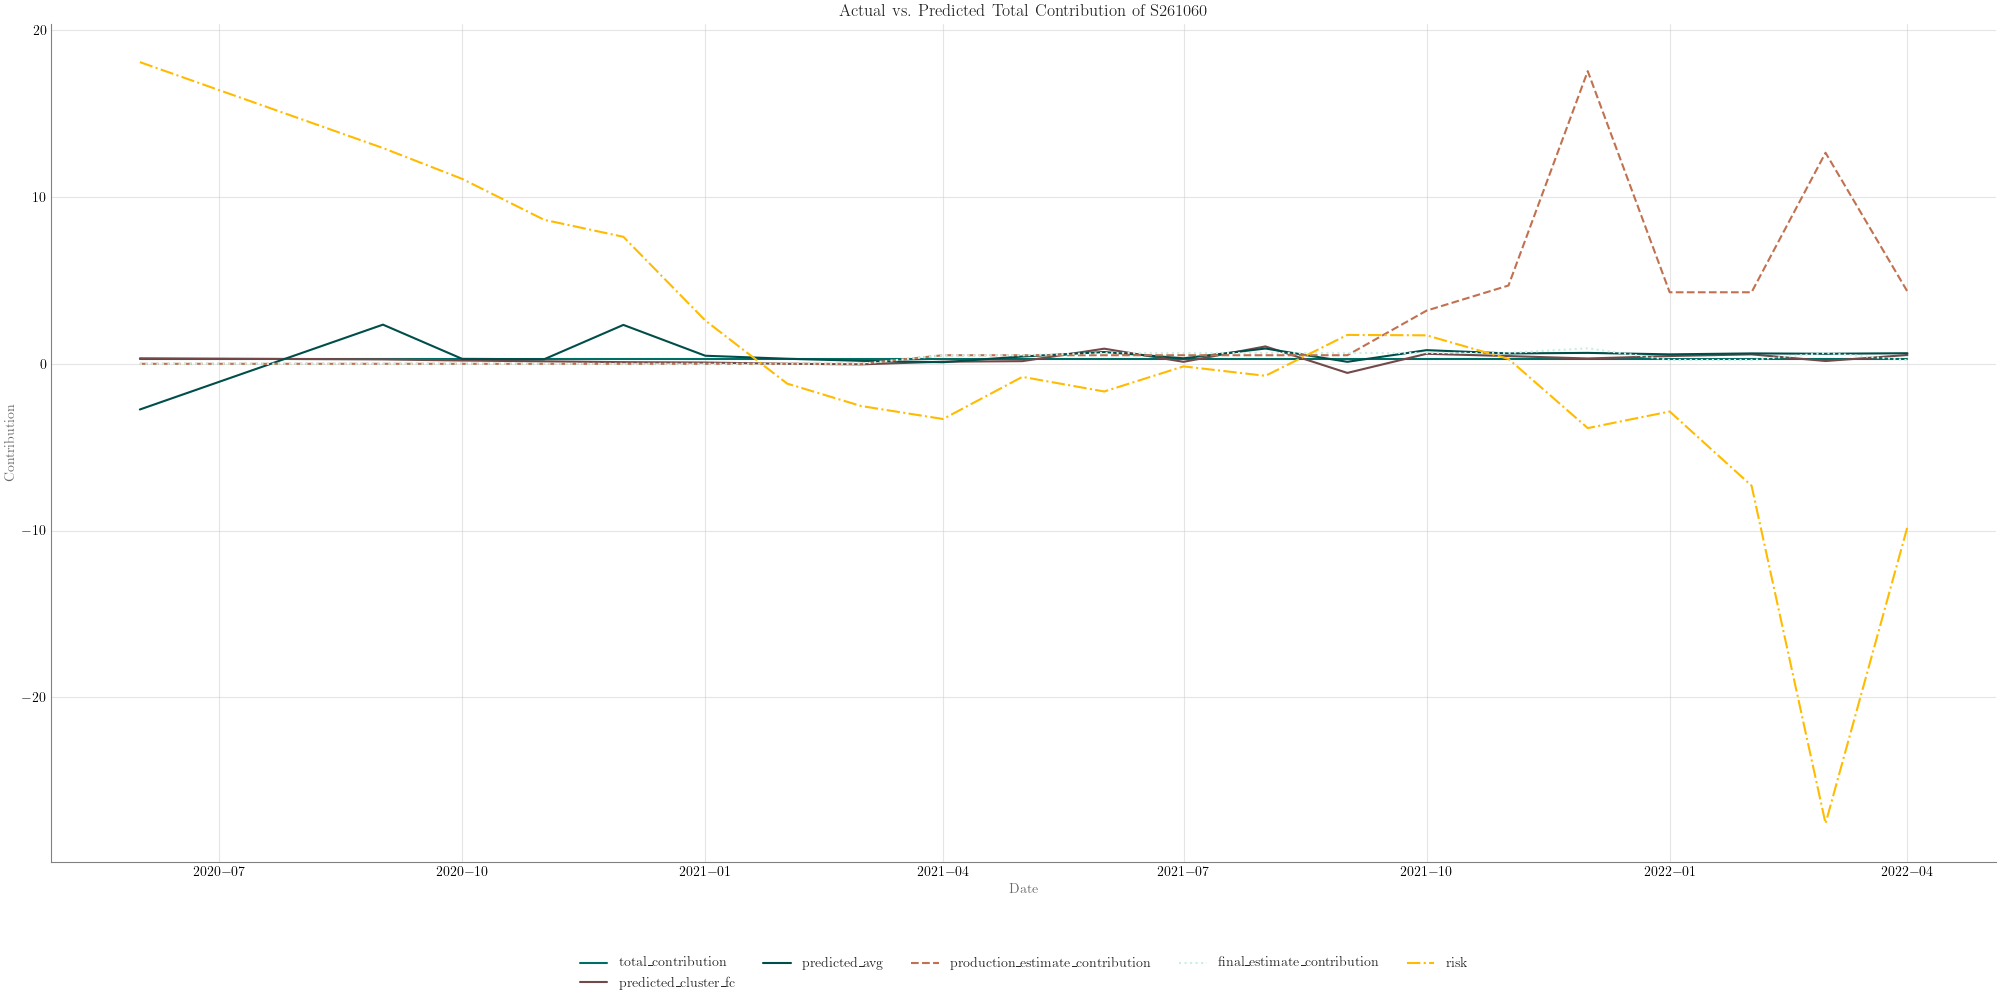 Actual vs. Predicted Total Contribution of S261060
20
10
0
−10
−20
Contribution
2020−07 2020−10 2021−01 2021−04 2021−07 2021−10 2022−01 2022−04
Date
total_contribution predicted_avg production_estimate_contribution final_estimate_contribution risk
predicted_cluster_fc